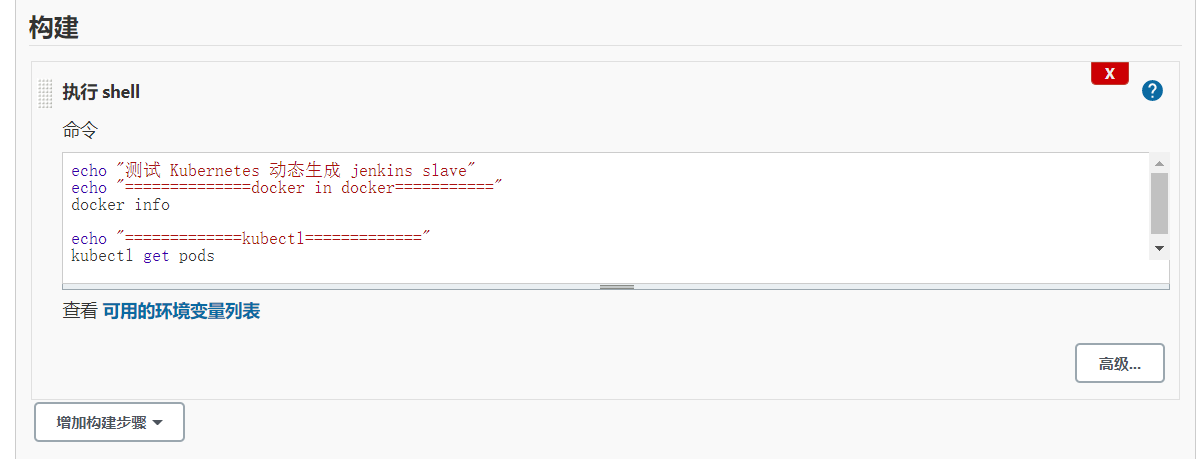 构建
X
执行 shell
?
命令
echo "测试 Kubernetes 动态生成 jenkins slave"
echo "==============docker in docker==========="
docker info
echo "=============kubectl============="
kubectl get pods
查看 可用的环境变量列表
高级...
增加构建步骤